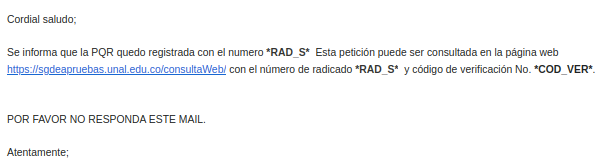 Cordial saludo;
Se informa que la PQR quedo registrada con el numero *RAD_S* Esta petición puede ser consultada en la página web
https://sgdeapruebas.unal.edu.co/consultaWeb/ con el número de radicado *RAD_S* y código de verificación No. *COD_VER*.
POR FAVOR NO RESPONDA ESTE MAIL.
Atentamente;